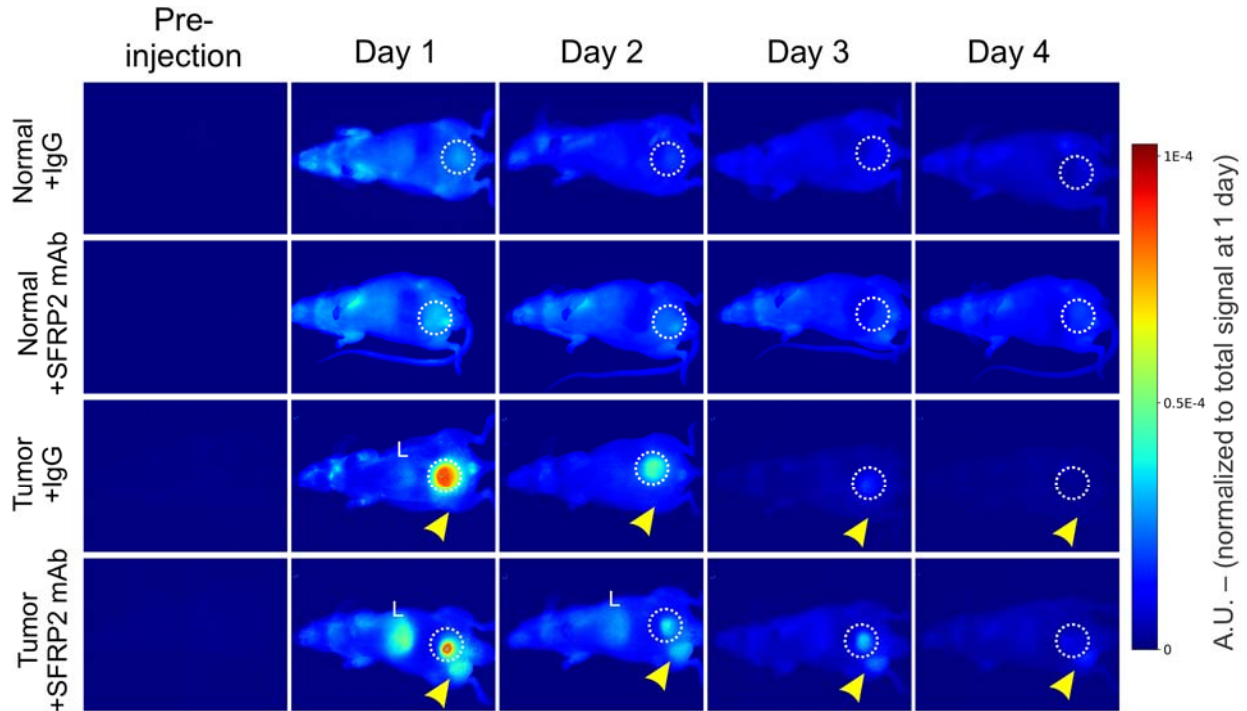 Pre-
injection
Day 1
Day 2
Day 3
Day 4
Normal
+IgG
Normal
+SFRP2 mAb
Tumor
+IgG
L
Tumor
+SFRP2 mAb
L
L
1E-4
0.5E-4
0
A.U. – (normalized to total signal at 1 day)